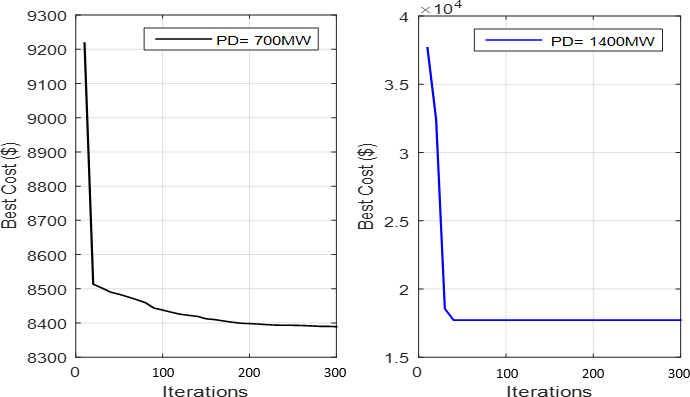 9300
9200
9100
9000
8900
8800
8700
8600
8500
8400
8300
0 100 200 300
Iterations
Best Cost ($)
PD= 700MW
×10⁴
4
3.5
3
2.5
2
1.5
0 100 200 300
Iterations
Best Cost ($)
PD= 1400MW